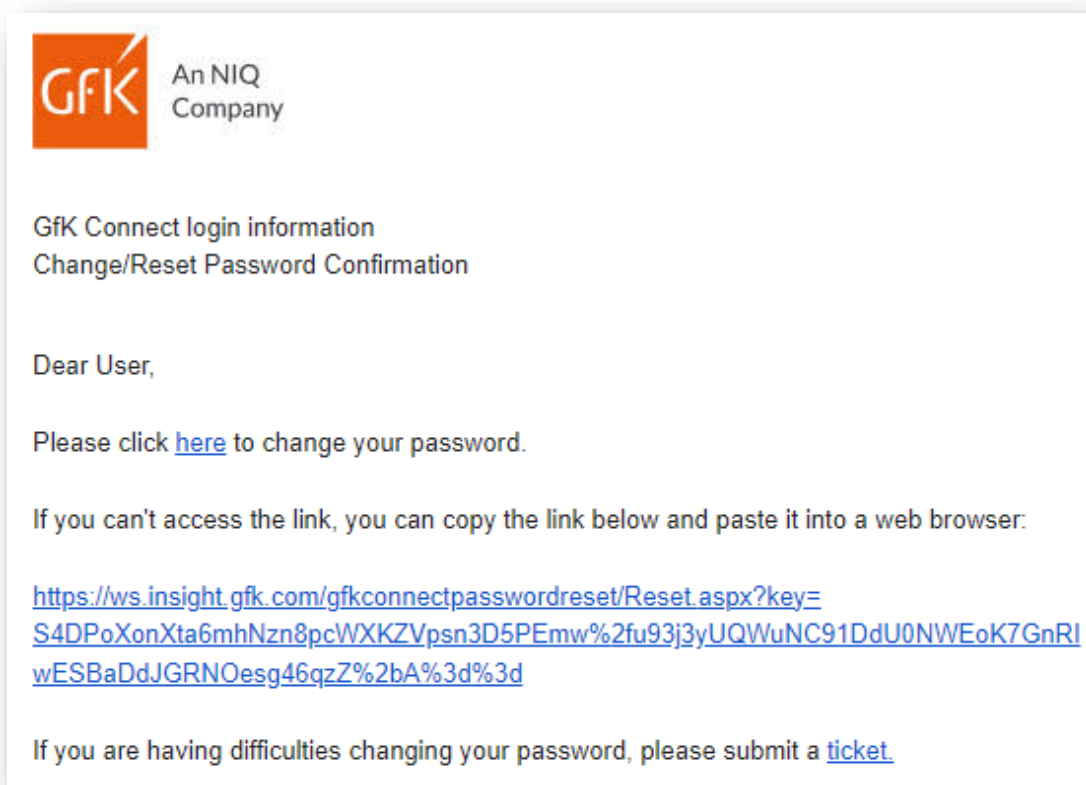 GfK An NIQ
Company
GfK Connect login information
Change/Reset Password Confirmation
Dear User,
Please click here to change your password.
If you can't access the link, you can copy the link below and paste it into a web browser:
https://ws.insight.gfk.com/gfkconnectpasswordreset/Reset.aspx?key=
S4DPoXonXta6mhNzn8pcWXKZVpsn3D5PEmw%2fu93j3yUQWuNC91DdU0NWEoK7GnRI
wESBaDdJGRNOesg46qzZ%2bA%3d%3d
If you are having difficulties changing your password, please submit a ticket.